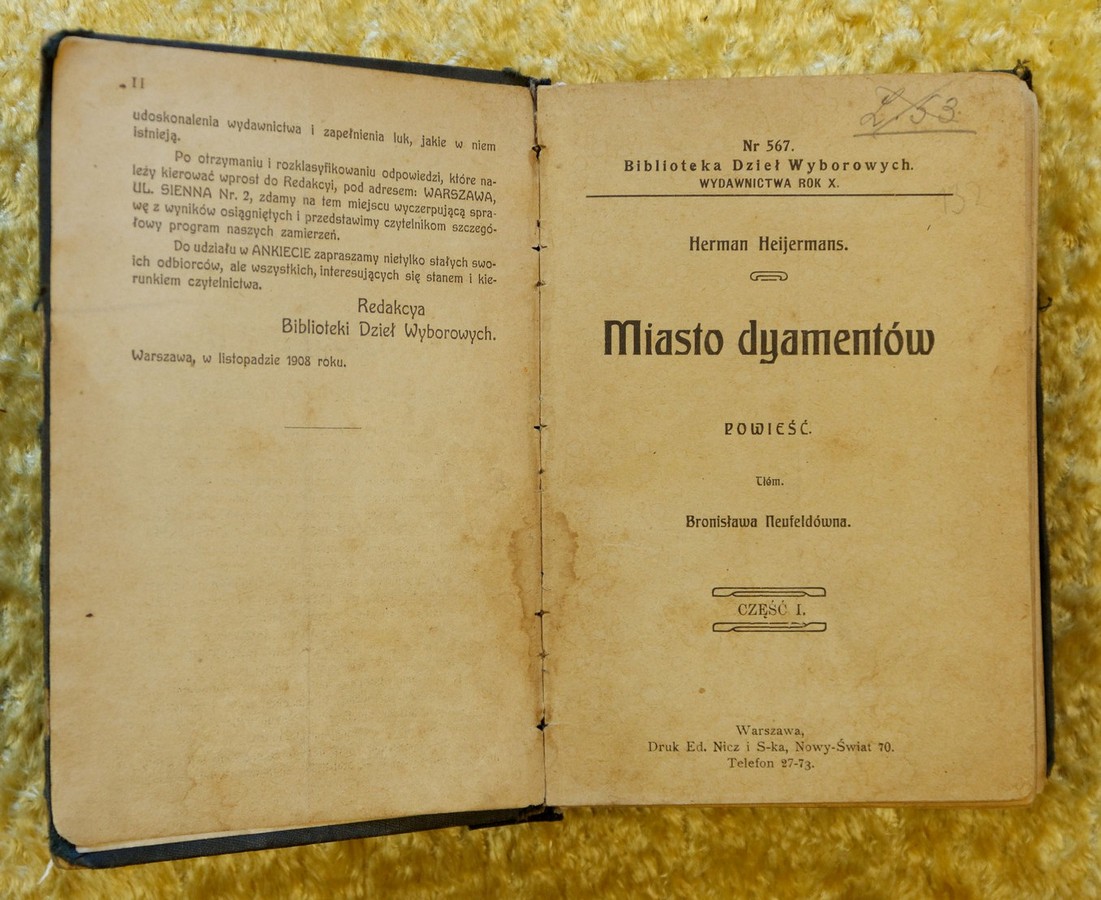 II
udoskonalenia wydawnictwa i zapełnienia luk, jakie w niem
istnieją.
Po otrzymaniu i rozklasyfikowaniu odpowiedzi, które na-
leży kierować wprost do Redakcyi, pod adresem: WARSZAWA,
UL. SIENNA Nr. 2, zdamy na tem miejscu wyczerpującą spra-
wę z wyników osiągniętych i przedstawimy czytelnikom szczegó-
łowy program naszych zamierzeń.
Do udziału w ANKIECIE zapraszamy nietylko stałych swo-
ich odbiorców, ale wszystkich, interesujących się stanem i kie-
runkiem czytelnictwa.
Redakcya
Biblioteki Dzieł Wyborowych.
Warszawa, w listopadzie 1908 roku.
Nr 567.
Biblioteka Dzieł Wyborowych.
WYDAWNICTWA ROK X.
Herman Heijermans.
Miasto dyamentów
POWIEŚĆ.
Tłóm.
Bronisława Neufeldówna.
CZĘŚĆ I.
Warszawa,
Druk Ed. Nicz i S-ka, Nowy-Świat 70.
Telefon 27-73.